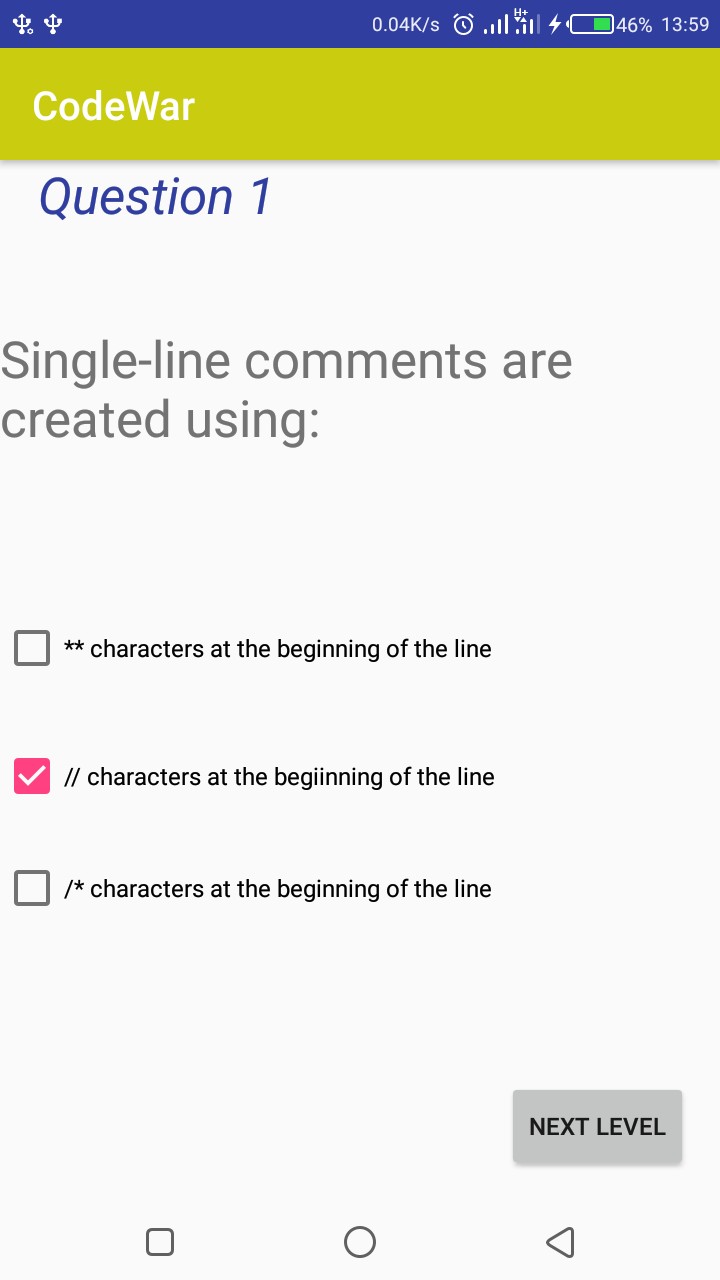 0.04K/s H+ 46% 13:59
CodeWar
Question 1
Single-line comments are
created using:
** characters at the beginning of the line
// characters at the begiinning of the line
/* characters at the beginning of the line
NEXT LEVEL